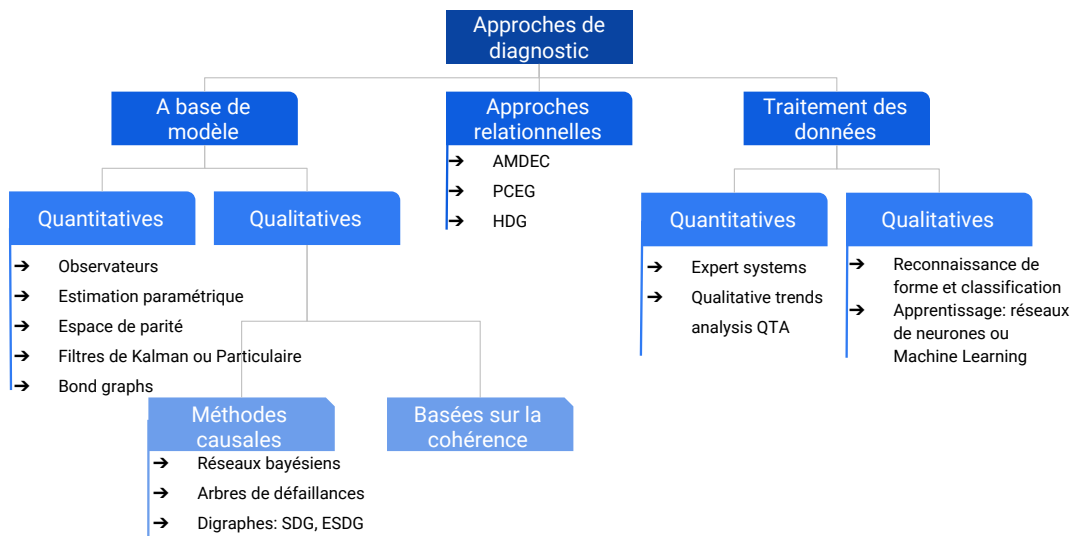 Approches de
diagnostic
A base de
modèle
Approches
relationnelles
➔ AMDEC
➔ PCEG
➔ HDG
Traitement des
données
Quantitatives
➔ Observateurs
➔ Estimation paramétrique
➔ Espace de parité
➔ Filtres de Kalman ou Particulaire
➔ Bond graphs
Qualitatives
Méthodes
causales
➔ Réseaux bayésiens
➔ Arbres de défaillances
➔ Digraphes: SDG, ESDG
Basées sur la
cohérence
Quantitatives
➔ Expert systems
➔ Qualitative trends
analysis QTA
Qualitatives
➔ Reconnaissance de
forme et classification
➔ Apprentissage: réseaux
de neurones ou
Machine Learning